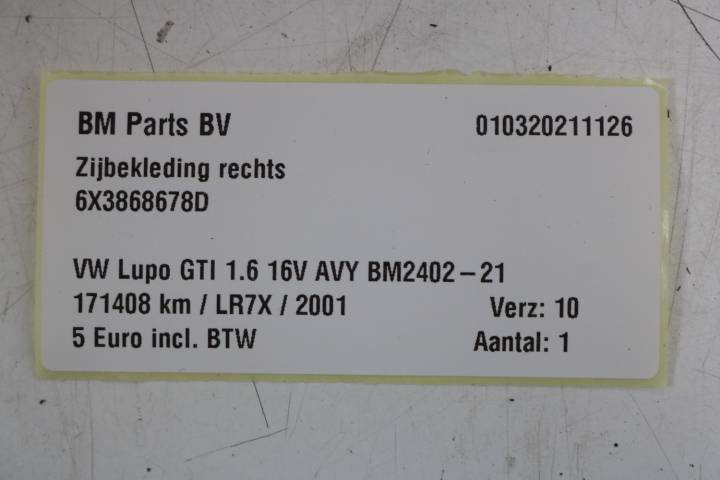 BM Parts BV 010320211126
Zijbekleding rechts
6X3868678D
VW Lupo GTI 1.6 16V AVY BM2402-21
171408 km / LR7X / 2001 Verz: 10
5 Euro incl. BTW Aantal: 1